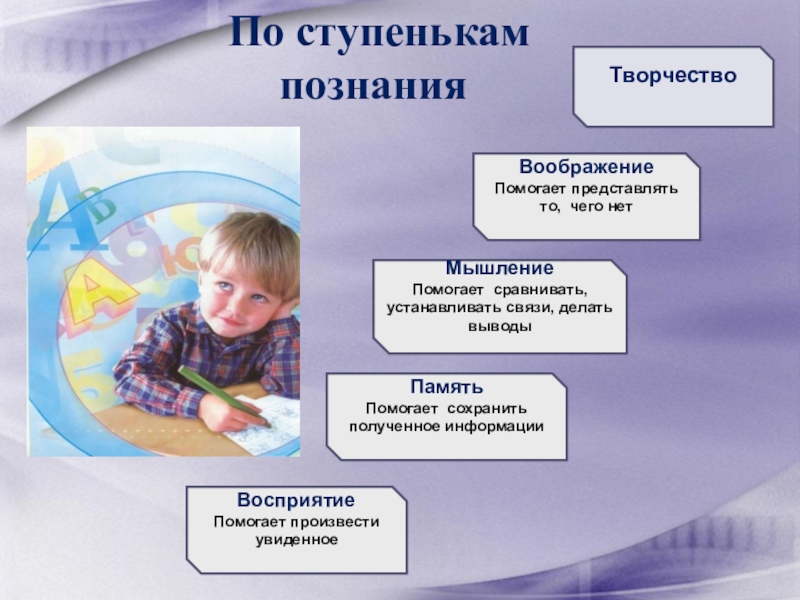 По ступенькам
познания
Творчество
Воображение
Помогает представлять
то, чего нет
Мышление
Помогает сравнивать,
устанавливать связи, делать
выводы
Память
Помогает сохранить
полученное информации
Восприятие
Помогает произвести
увиденное
А
В
А
Ю